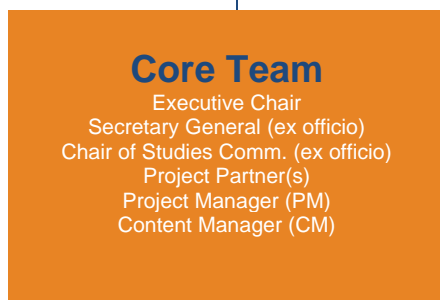 Core Team
Executive Chair
Secretary General (ex officio)
Chair of Studies Comm. (ex officio)
Project Partner(s)
Project Manager (PM)
Content Manager (CM)